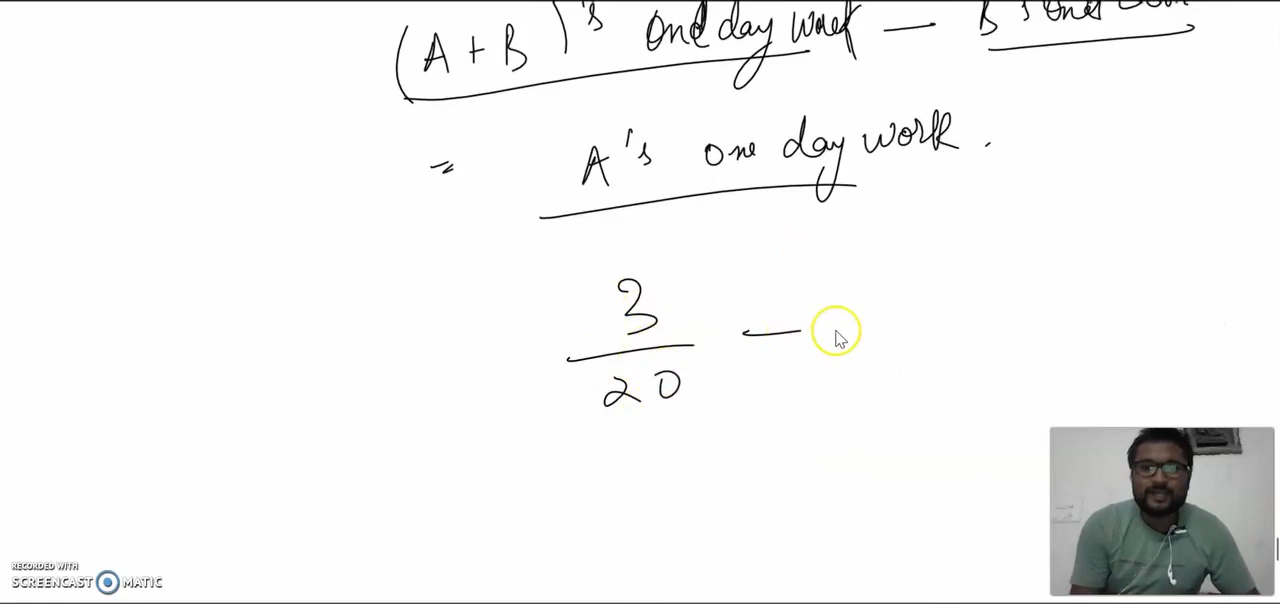 (A + B)'s one day work — B's one
= A's one day work.
3
20
—
RECORDED WITH
SCREENCAST MATIC